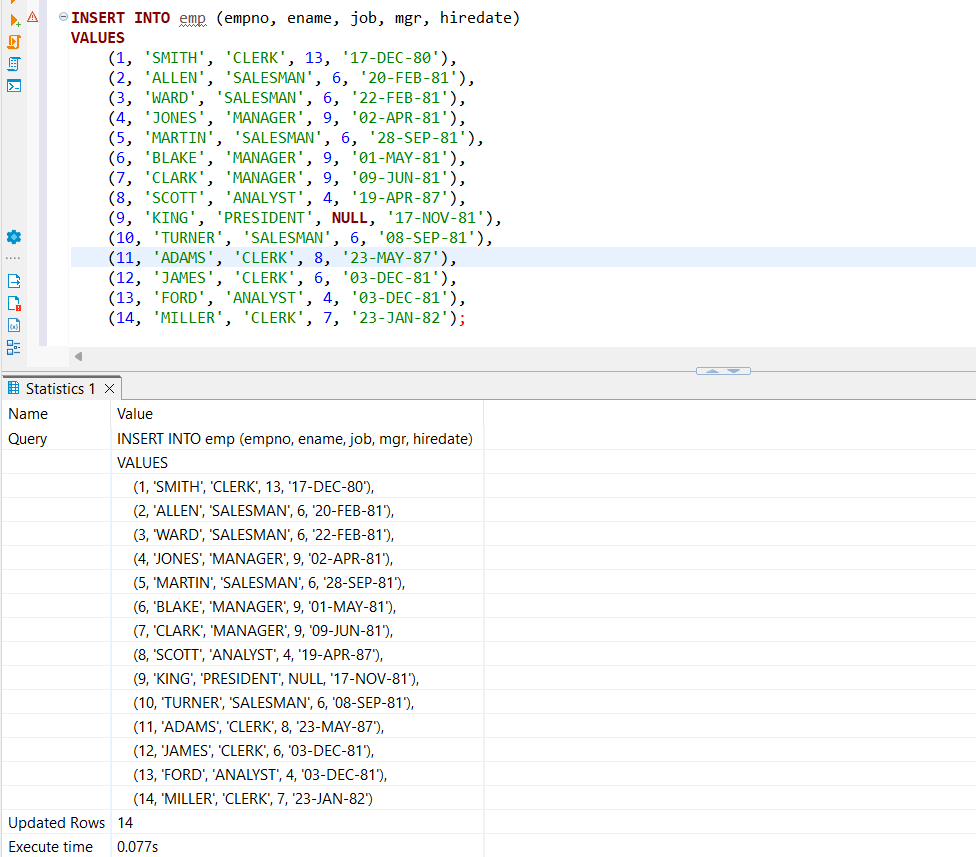 INSERT INTO emp (empno, ename, job, mgr, hiredate)
VALUES
(1, 'SMITH', 'CLERK', 13, '17-DEC-80'),
(2, 'ALLEN', 'SALESMAN', 6, '20-FEB-81'),
(3, 'WARD', 'SALESMAN', 6, '22-FEB-81'),
(4, 'JONES', 'MANAGER', 9, '02-APR-81'),
(5, 'MARTIN', 'SALESMAN', 6, '28-SEP-81'),
(6, 'BLAKE', 'MANAGER', 9, '01-MAY-81'),
(7, 'CLARK', 'MANAGER', 9, '09-JUN-81'),
(8, 'SCOTT', 'ANALYST', 4, '19-APR-87'),
(9, 'KING', 'PRESIDENT', NULL, '17-NOV-81'),
(10, 'TURNER', 'SALESMAN', 6, '08-SEP-81'),
(11, 'ADAMS', 'CLERK', 8, '23-MAY-87'),
(12, 'JAMES', 'CLERK', 6, '03-DEC-81'),
(13, 'FORD', 'ANALYST', 4, '03-DEC-81'),
(14, 'MILLER', 'CLERK', 7, '23-JAN-82');
Statistics 1
Name Value
Query INSERT INTO emp (empno, ename, job, mgr, hiredate)
VALUES
(1, 'SMITH', 'CLERK', 13, '17-DEC-80'),
(2, 'ALLEN', 'SALESMAN', 6, '20-FEB-81'),
(3, 'WARD', 'SALESMAN', 6, '22-FEB-81'),
(4, 'JONES', 'MANAGER', 9, '02-APR-81'),
(5, 'MARTIN', 'SALESMAN', 6, '28-SEP-81'),
(6, 'BLAKE', 'MANAGER', 9, '01-MAY-81'),
(7, 'CLARK', 'MANAGER', 9, '09-JUN-81'),
(8, 'SCOTT', 'ANALYST', 4, '19-APR-87'),
(9, 'KING', 'PRESIDENT', NULL, '17-NOV-81'),
(10, 'TURNER', 'SALESMAN', 6, '08-SEP-81'),
(11, 'ADAMS', 'CLERK', 8, '23-MAY-87'),
(12, 'JAMES', 'CLERK', 6, '03-DEC-81'),
(13, 'FORD', 'ANALYST', 4, '03-DEC-81'),
(14, 'MILLER', 'CLERK', 7, '23-JAN-82')
Updated Rows 14
Execute time 0.077s